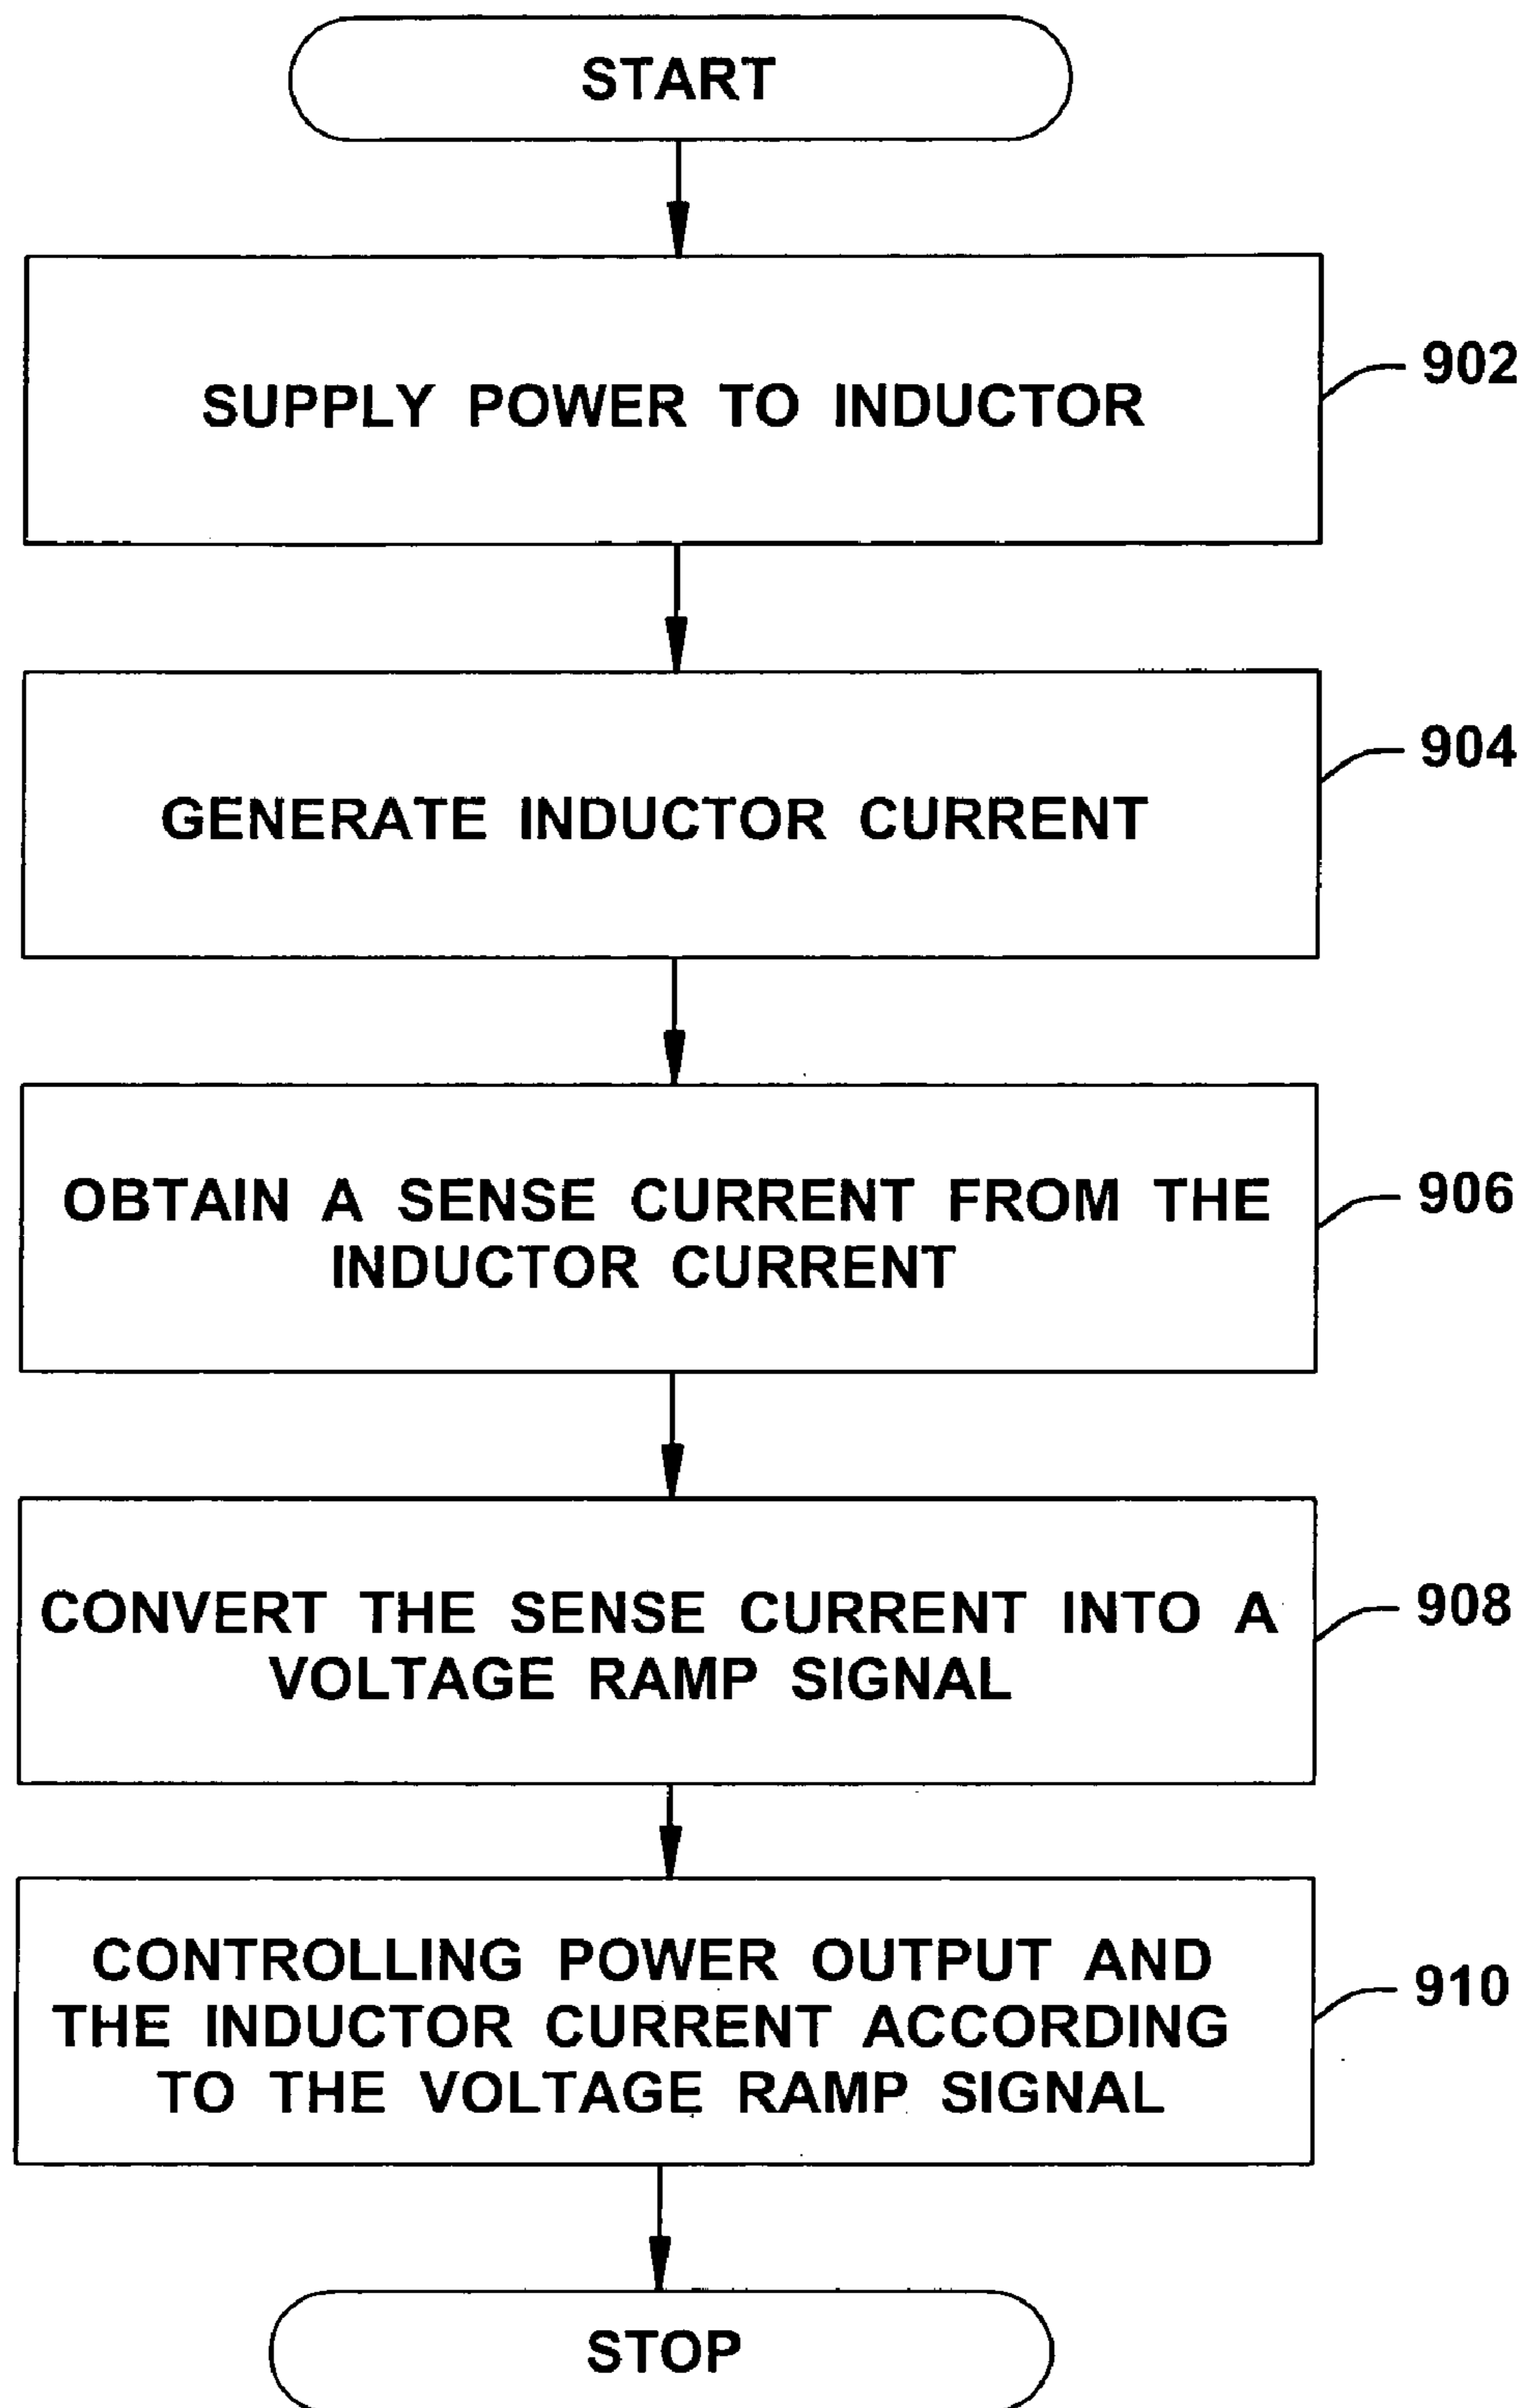 START
SUPPLY POWER TO INDUCTOR
902
GENERATE INDUCTOR CURRENT
904
OBTAIN A SENSE CURRENT FROM THE
INDUCTOR CURRENT
906
CONVERT THE SENSE CURRENT INTO A
VOLTAGE RAMP SIGNAL
908
CONTROLLING POWER OUTPUT AND
THE INDUCTOR CURRENT ACCORDING
TO THE VOLTAGE RAMP SIGNAL
910
STOP